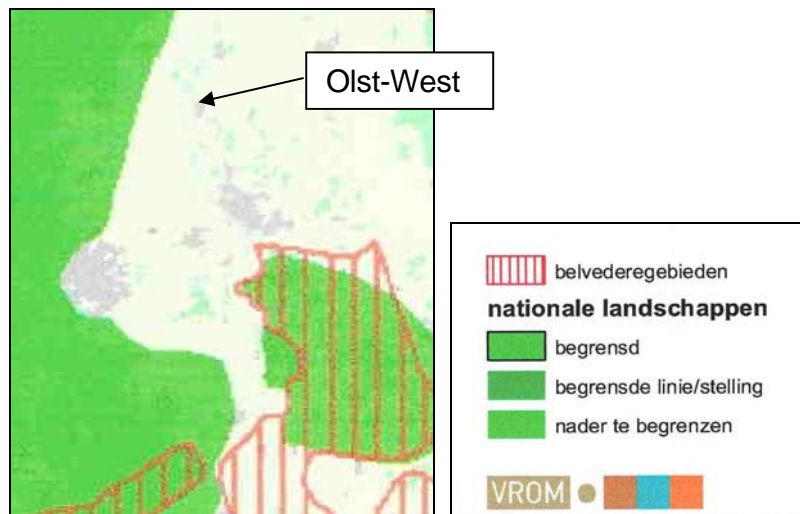 Olst-West
belvederegebieden
nationale landschappen
begrensd
begrensde linie/stelling
nader te begrenzen
VROM